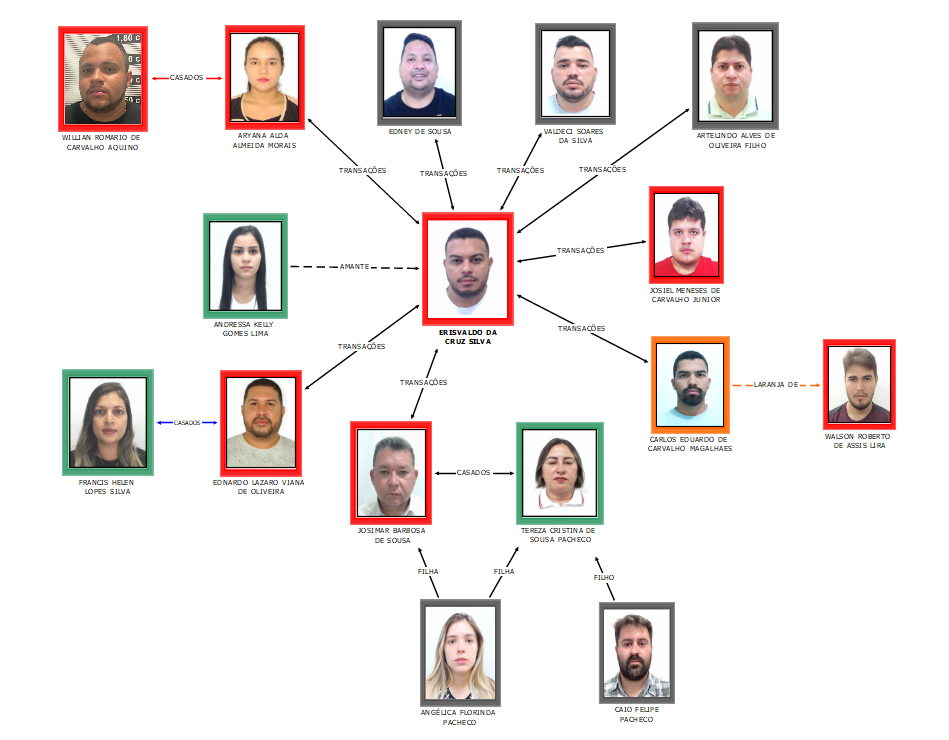 1.80 c
0 c
0 c
.50 c
CASADOS
WILLIAN ROMARIO DE
CARVALHO AQUINO
ARYANA ALDA
ALMEIDA MORAIS
EDNEY DE SOUSA
VALDECI SOARES
DA SILVA
ARTELINDO ALVES DE
OLIVEIRA FILHO
TRANSAÇÕES
TRANSAÇÕES
TRANSAÇÕES
TRANSAÇÕES
AMANTE
TRANSAÇÕES
JOSIEL MENESES DE
CARVALHO JUNIOR
ANDRESSA KELLY
GOMES LIMA
ERISVALDO DA
CRUZ SILVA
TRANSAÇÕES
TRANSAÇÕES
TRANSAÇÕES
LARANJA DE
CASADOS
CARLOS EDUARDO DE
CARVALHO MAGALHAES
WALSON ROBERTO
DE ASSIS LIRA
FRANCIS HELEN
LOPES SILVA
EDNARDO LAZARO VIANA
DE OLIVEIRA
CASADOS
JOSIMAR BARBOSA
DE SOUSA
TEREZA CRISTINA DE
SOUSA PACHECO
FILHA
FILHA
FILHO
ANGÉLICA FLORINDA
PACHECO
CAIO FELIPE
PACHECO